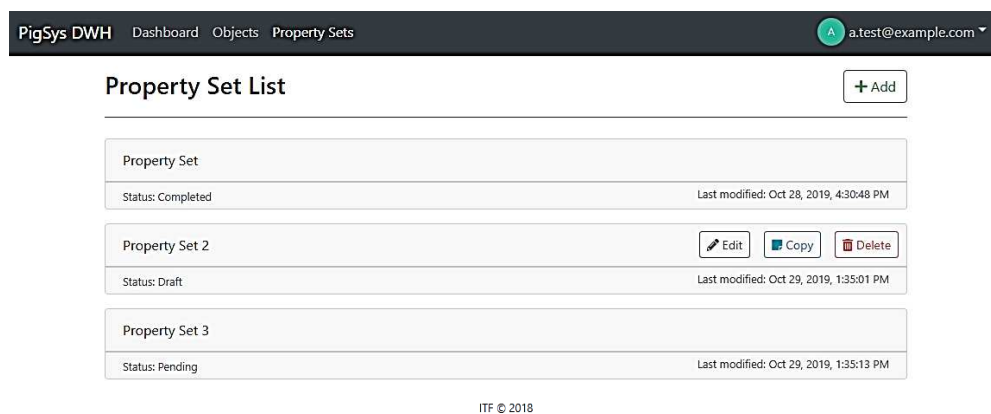 PigSys DWH Dashboard Objects Property Sets A a.test@example.com
Property Set List + Add
Property Set
Status: Completed Last modified: Oct 28, 2019, 4:30:48 PM
Property Set 2 Edit Copy Delete
Status: Draft Last modified: Oct 29, 2019, 1:35:01 PM
Property Set 3
Status: Pending Last modified: Oct 29, 2019, 1:35:13 PM
ITF © 2018